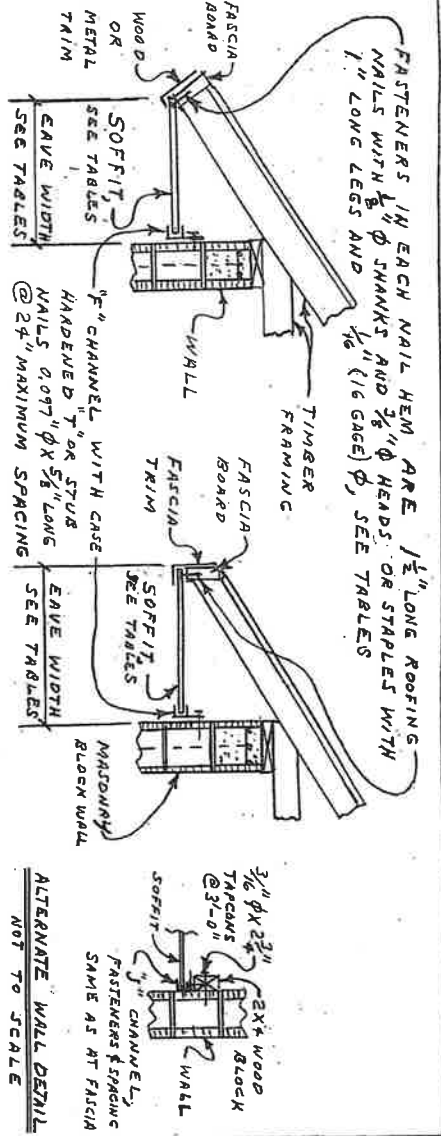 FASTENERS IN EACH NAIL HEM ARE 1½" LONG ROOFING
NAILS WITH ⅛" Ø SHANKS AND ⅜" Ø HEADS OR STAPLES WITH
1" LONG LEGS AND 1/16" (16 GAGE) Ø, SEE TABLES
FASCIA
BOARD
WOOD
OR
METAL
TRIM
SOFFIT,
SEE TABLES
EAVE WIDTH
SEE TABLES
WALL
TIMBER
FRAMING
"F" CHANNEL WITH CASE
HARDENED "T" OR STUB
NAILS 0.097" Ø X ⅝" LONG
@ 24" MAXIMUM SPACING
FASCIA
BOARD
FASCIA
TRIM
SOFFIT,
SEE TABLES
EAVE WIDTH
SEE TABLES
MASONRY
BLOCK WALL
3/16" Ø X 2¾"
TAPCONS
@ 3'-0"
2X4 WOOD
BLOCK
SOFFIT
WALL
"J" CHANNEL,
FASTENERS & SPACING
SAME AS AT FASCIA
ALTERNATE WALL DETAIL
NOT TO SCALE